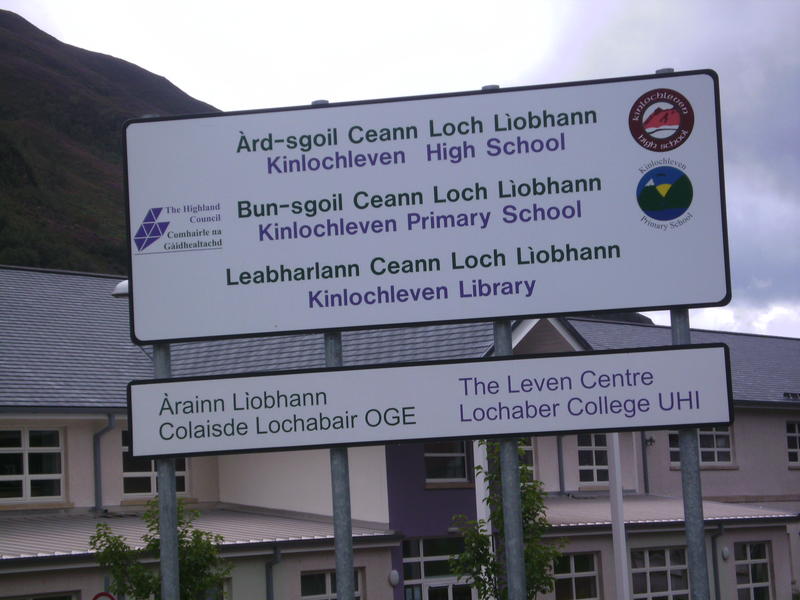 Àrd-sgoil Ceann Loch Lìobhann
Kinlochleven High School
Kinlochleven
High School
The Highland
Council
Comhairle na
Gàidhealtachd
Bun-sgoil Ceann Loch Lìobhann
Kinlochleven Primary School
Kinlochleven
Primary School
Leabharlann Ceann Loch Lìobhann
Kinlochleven Library
Àrainn Lìobhann
Colaisde Lochabair OGE
The Leven Centre
Lochaber College UHI